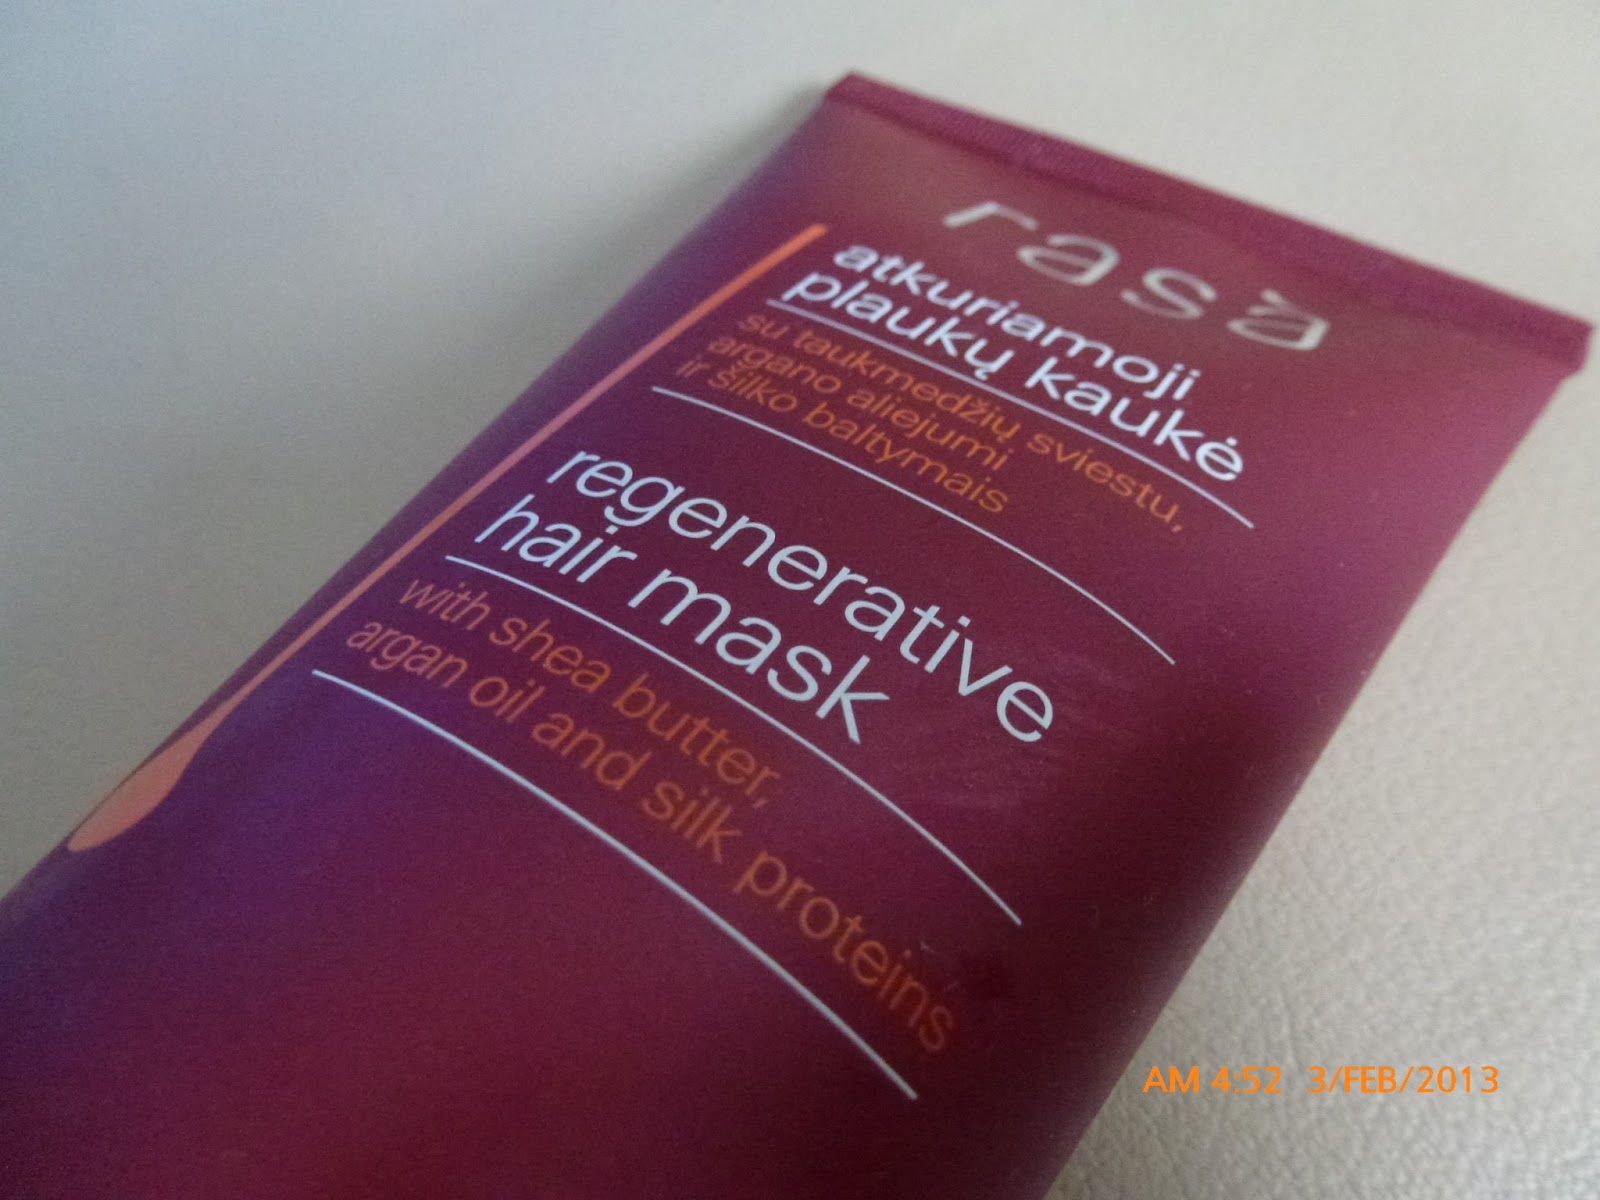 rasa
atkuriamoji
plaukų kaukė
su taukmedžių sviestu,
argano aliejumi
ir šilko baltymais
regenerative
hair mask
with shea butter,
argan oil and silk proteins
AM 4:52 3/FEB/2013